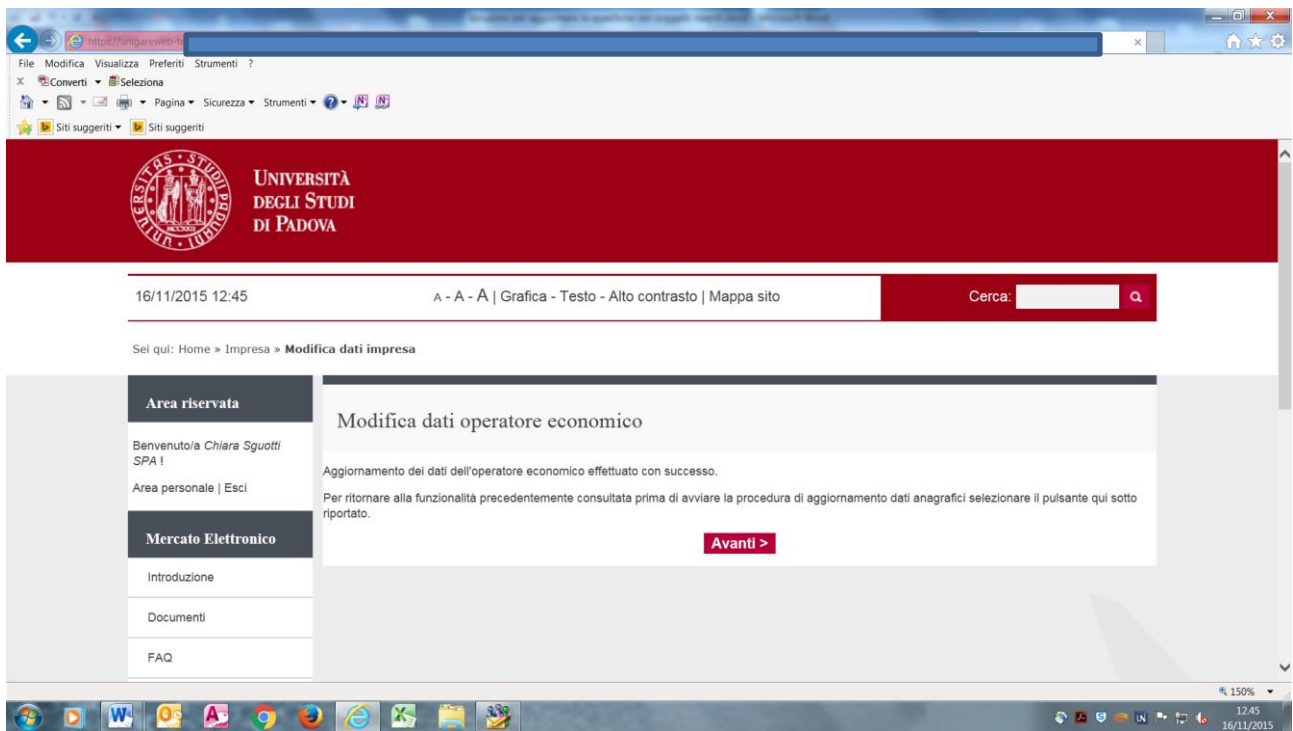 https://unigareweb-te
File Modifica Visualizza Preferiti Strumenti ?
x Converti Seleziona
Pagina Sicurezza Strumenti
Siti suggeriti Siti suggeriti
UNIVERSITÀ
DEGLI STUDI
DI PADOVA
16/11/2015 12:45
A - A - A | Grafica - Testo - Alto contrasto | Mappa sito
Cerca:
Sei qui: Home » Impresa » Modifica dati impresa
Area riservata
Benvenuto/a Chiara Sguotti
SPA !
Area personale | Esci
Mercato Elettronico
Introduzione
Documenti
FAQ
Modifica dati operatore economico
Aggiornamento dei dati dell'operatore economico effettuato con successo.
Per ritornare alla funzionalità precedentemente consultata prima di avviare la procedura di aggiornamento dati anagrafici selezionare il pulsante qui sotto
riportato.
Avanti >
150%
12.45
16/11/2015